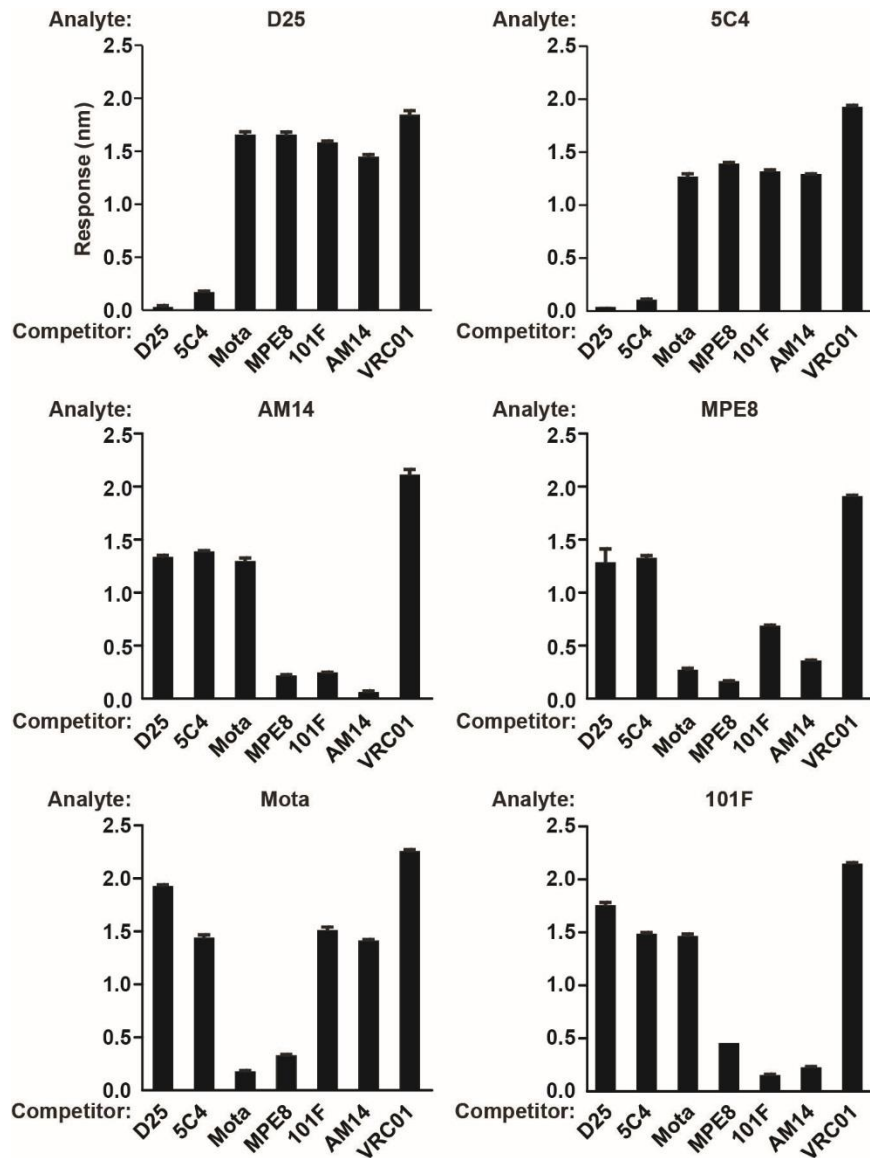 Analyte: D25
2.5
2.0
1.5
1.0
0.5
0.0
Response (nm)
Competitor: D25 5C4 Mota MPE8 101F AM14 VRC01
Analyte: 5C4
2.5
2.0
1.5
1.0
0.5
0.0
Competitor: D25 5C4 Mota MPE8 101F AM14 VRC01
Analyte: AM14
2.5
2.0
1.5
1.0
0.5
0.0
Competitor: D25 5C4 Mota MPE8 101F AM14 VRC01
Analyte: MPE8
2.5
2.0
1.5
1.0
0.5
0.0
Competitor: D25 5C4 Mota MPE8 101F AM14 VRC01
Analyte: Mota
2.5
2.0
1.5
1.0
0.5
0.0
Competitor: D25 5C4 Mota MPE8 101F AM14 VRC01
Analyte: 101F
2.5
2.0
1.5
1.0
0.5
0.0
Competitor: D25 5C4 Mota MPE8 101F AM14 VRC01